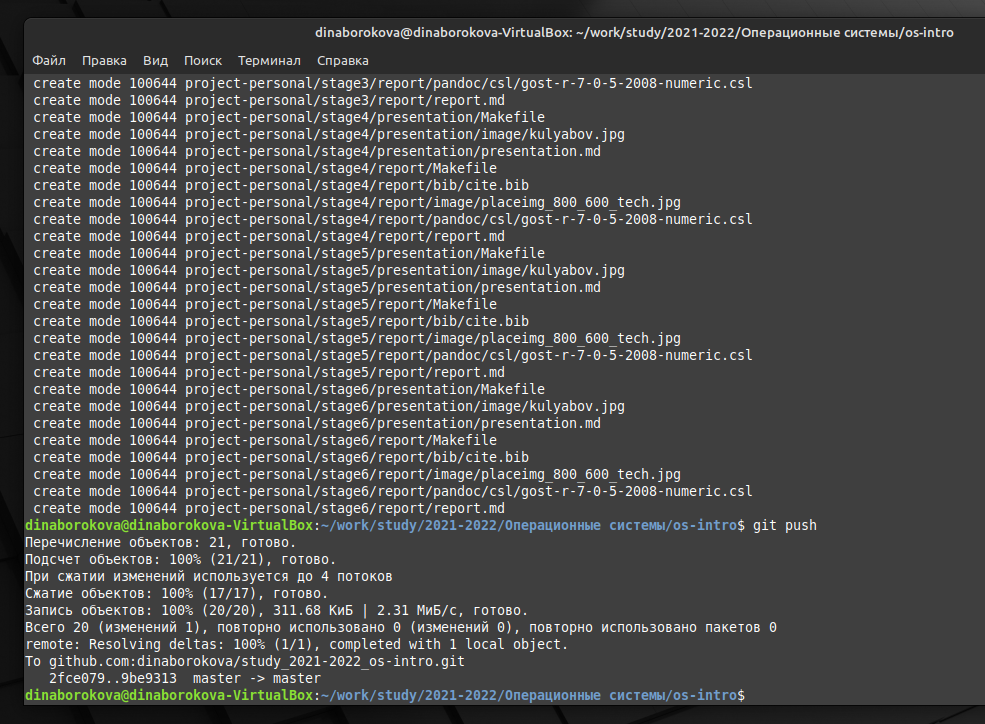 dinaborokova@dinaborokova-VirtualBox: ~/work/study/2021-2022/Операционные системы/os-intro
Файл Правка Вид Поиск Терминал Справка
create mode 100644 project-personal/stage3/report/pandoc/csl/gost-r-7-0-5-2008-numeric.csl
create mode 100644 project-personal/stage3/report/report.md
create mode 100644 project-personal/stage4/presentation/Makefile
create mode 100644 project-personal/stage4/presentation/image/kulyabov.jpg
create mode 100644 project-personal/stage4/presentation/presentation.md
create mode 100644 project-personal/stage4/report/Makefile
create mode 100644 project-personal/stage4/report/bib/cite.bib
create mode 100644 project-personal/stage4/report/image/placeimg_800_600_tech.jpg
create mode 100644 project-personal/stage4/report/pandoc/csl/gost-r-7-0-5-2008-numeric.csl
create mode 100644 project-personal/stage4/report/report.md
create mode 100644 project-personal/stage5/presentation/Makefile
create mode 100644 project-personal/stage5/presentation/image/kulyabov.jpg
create mode 100644 project-personal/stage5/presentation/presentation.md
create mode 100644 project-personal/stage5/report/Makefile
create mode 100644 project-personal/stage5/report/bib/cite.bib
create mode 100644 project-personal/stage5/report/image/placeimg_800_600_tech.jpg
create mode 100644 project-personal/stage5/report/pandoc/csl/gost-r-7-0-5-2008-numeric.csl
create mode 100644 project-personal/stage5/report/report.md
create mode 100644 project-personal/stage6/presentation/Makefile
create mode 100644 project-personal/stage6/presentation/image/kulyabov.jpg
create mode 100644 project-personal/stage6/presentation/presentation.md
create mode 100644 project-personal/stage6/report/Makefile
create mode 100644 project-personal/stage6/report/bib/cite.bib
create mode 100644 project-personal/stage6/report/image/placeimg_800_600_tech.jpg
create mode 100644 project-personal/stage6/report/pandoc/csl/gost-r-7-0-5-2008-numeric.csl
create mode 100644 project-personal/stage6/report/report.md
dinaborokova@dinaborokova-VirtualBox:~/work/study/2021-2022/Операционные системы/os-intro$ git push
Перечисление объектов: 21, готово.
Подсчет объектов: 100% (21/21), готово.
При сжатии изменений используется до 4 потоков
Сжатие объектов: 100% (17/17), готово.
Запись объектов: 100% (20/20), 311.68 КиБ | 2.31 МиБ/с, готово.
Всего 20 (изменений 1), повторно использовано 0 (изменений 0), повторно использовано пакетов 0
remote: Resolving deltas: 100% (1/1), completed with 1 local object.
To github.com:dinaborokova/study_2021-2022_os-intro.git
2fce079..9be9313 master -> master
dinaborokova@dinaborokova-VirtualBox:~/work/study/2021-2022/Операционные системы/os-intro$